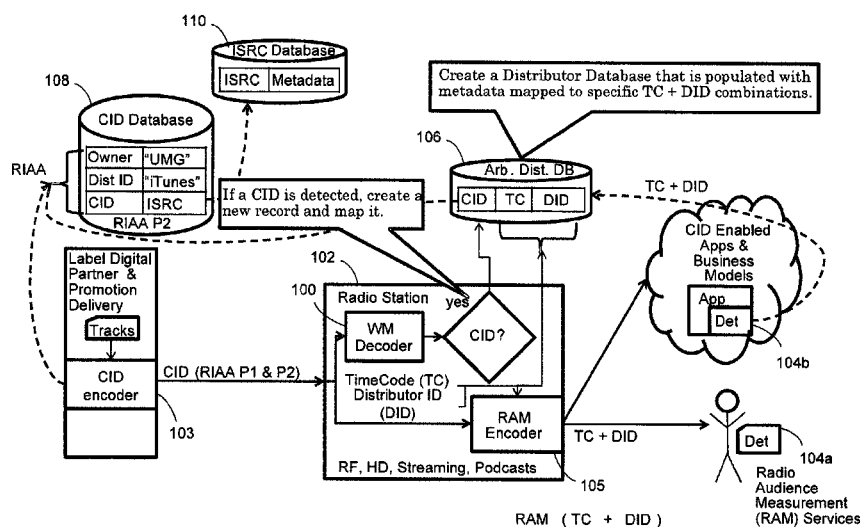 110
ISRC Database
ISRC Metadata
108
CID Database
Owner "UMG"
Dist ID "iTunes"
CID ISRC
RIAA P2
RIAA
Create a Distributor Database that is populated with
metadata mapped to specific TC + DID combinations.
106
Arb. Dist. DB
CID TC DID
If a CID is detected, create a
new record and map it.
TC + DID
CID Enabled
Apps &
Business
Models
App
Det
104b
Label Digital
Partner &
Promotion
Delivery
Tracks
CID
encoder
103
CID (RIAA P1 & P2)
102
Radio Station
100
yes
WM
Decoder
CID?
TimeCode (TC)
Distributor ID
(DID)
RAM
Encoder
RF, HD, Streaming, Podcasts
105
TC + DID
Det
104a
Radio
Audience
Measurement
(RAM) Services
RAM ( TC + DID )